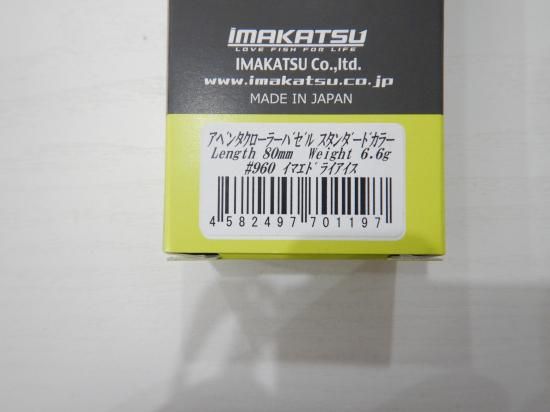 IMAKATSU
LOVE FISH FOR LIFE
IMAKATSU Co.,ltd.
www.imakatsu.co.jp
MADE IN JAPAN
アベンタクローラーバゼル スタンダードカラー
Length 80mm Weight 6.6g
#960 イマエドライアイス
4 582497 701197